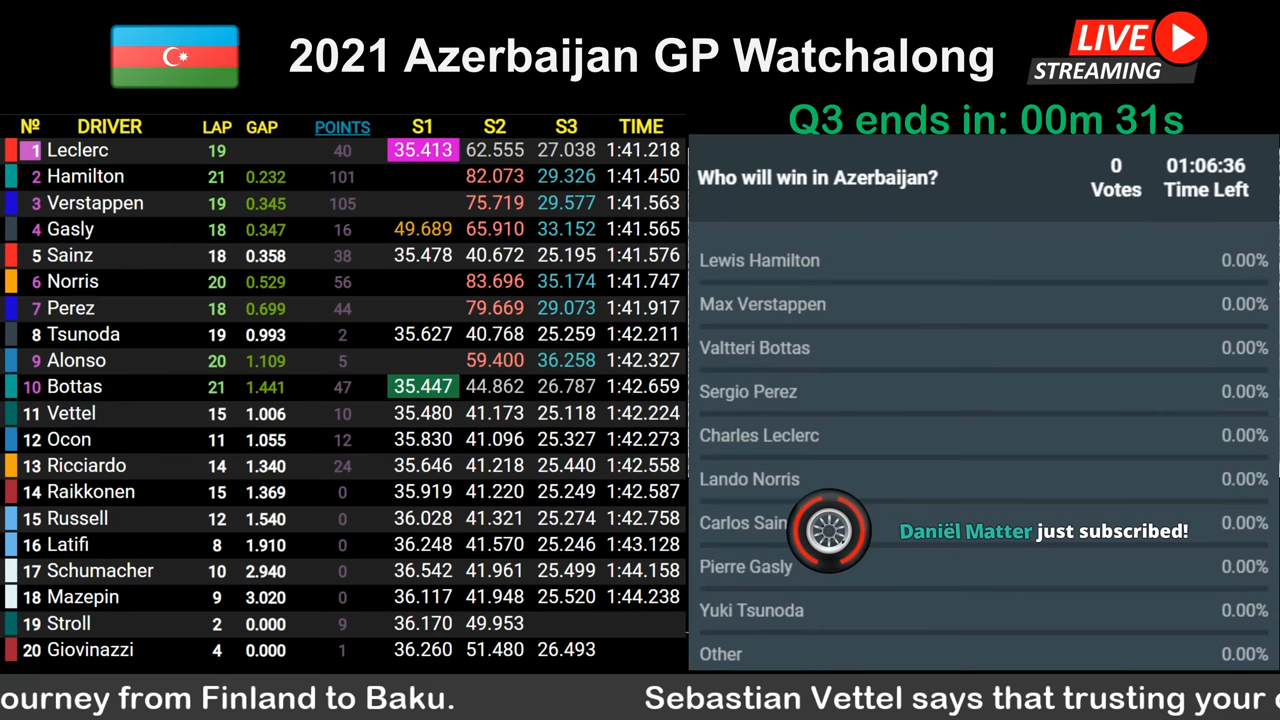 2021 Azerbaijan GP Watchalong
LIVE
STREAMING
Q3 ends in: 00m 31s
Nº DRIVER LAP GAP POINTS S1 S2 S3 TIME
1 Leclerc 19 40 35.413 62.555 27.038 1:41.218
2 Hamilton 21 0.232 101 82.073 29.326 1:41.450
3 Verstappen 19 0.345 105 75.719 29.577 1:41.563
4 Gasly 18 0.347 16 49.689 65.910 33.152 1:41.565
5 Sainz 18 0.358 38 35.478 40.672 25.195 1:41.576
6 Norris 20 0.529 56 83.696 35.174 1:41.747
7 Perez 18 0.699 44 79.669 29.073 1:41.917
8 Tsunoda 19 0.993 2 35.627 40.768 25.259 1:42.211
9 Alonso 20 1.109 5 59.400 36.258 1:42.327
10 Bottas 21 1.441 47 35.447 44.862 26.787 1:42.659
11 Vettel 15 1.006 10 35.480 41.173 25.118 1:42.224
12 Ocon 11 1.055 12 35.830 41.096 25.327 1:42.273
13 Ricciardo 14 1.340 24 35.646 41.218 25.440 1:42.558
14 Raikkonen 15 1.369 0 35.919 41.220 25.249 1:42.587
15 Russell 12 1.540 0 36.028 41.321 25.274 1:42.758
16 Latifi 8 1.910 0 36.248 41.570 25.310 1:43.128
17 Schumacher 10 2.940 0 36.542 41.961 25.499 1:44.158
18 Mazepin 9 3.020 0 36.117 41.948 25.520 1:44.238
19 Stroll 2 0.000 9 36.170 49.953
20 Giovinazzi 4 0.000 1 36.260 51.480 26.493
Who will win in Azerbaijan?
0 Votes
01:06:36 Time Left
Lewis Hamilton 0.00%
Max Verstappen 0.00%
Valtteri Bottas 0.00%
Sergio Perez 0.00%
Charles Leclerc 0.00%
Lando Norris 0.00%
Carlos Sain 0.00%
Daniël Matter just subscribed!
Pierre Gasly 0.00%
Yuki Tsunoda 0.00%
Other 0.00%
ourney from Finland to Baku. Sebastian Vettel says that trusting your